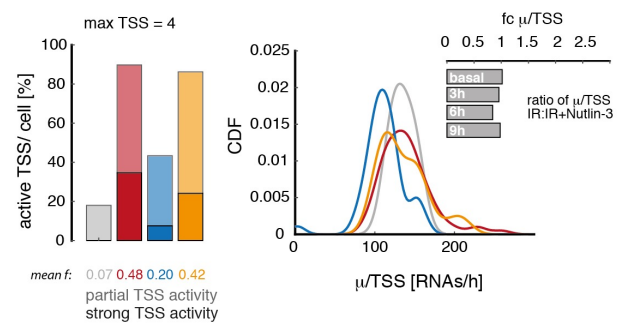 max TSS = 4
active TSS/ cell [%]
100
80
60
40
20
0
mean f: 0.07 0.48 0.20 0.42
partial TSS activity
strong TSS activity
CDF
0.025
0.02
0.015
0.01
0.005
0
0 100 200
μ/TSS [RNAs/h]
fc μ/TSS
0 0.5 1 1.5 2 2.5
basal
3h
6h
9h
ratio of μ/TSS
IR:IR+Nutlin-3